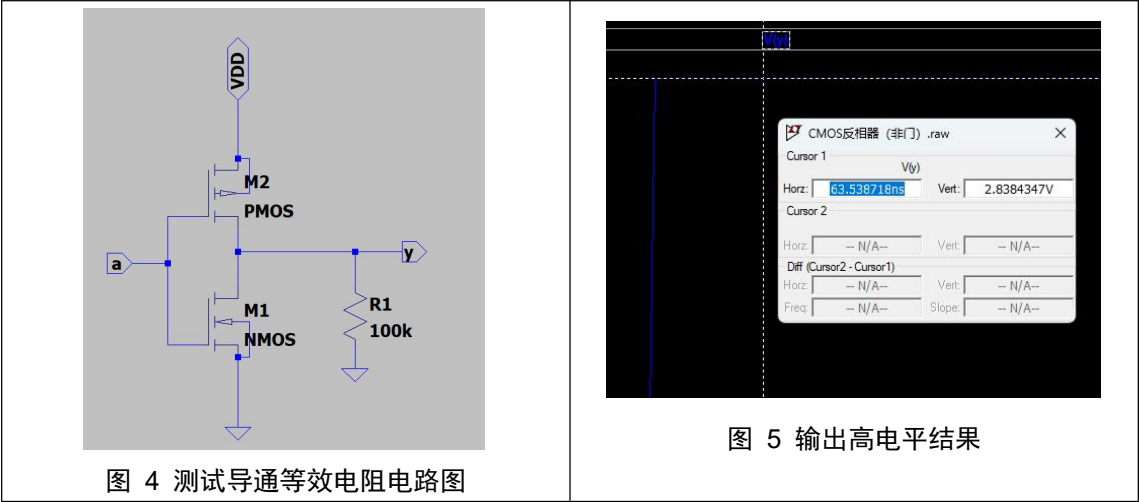 VDD
M2
PMOS
a
y
M1
NMOS
R1
100k
图 4 测试导通等效电阻电路图
V(y)
CMOS反相器（非门）.raw
Cursor 1
V(y)
Horz: 63.538718ns Vert: 2.8384347V
Cursor 2
Horz: -- N/A-- Vert: -- N/A--
Diff (Cursor2 - Cursor1)
Horz: -- N/A-- Vert: -- N/A--
Freq: -- N/A-- Slope: -- N/A--
图 5 输出高电平结果